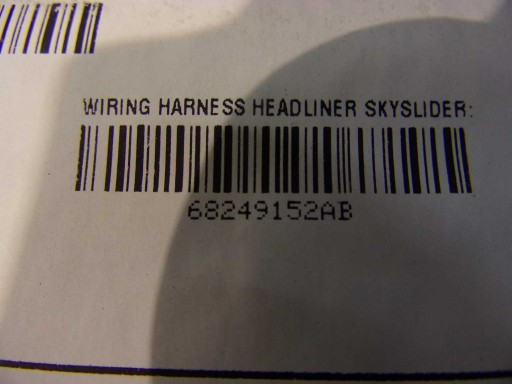 WIRING HARNESS HEADLINER SKYSLIDER:
68249152AB